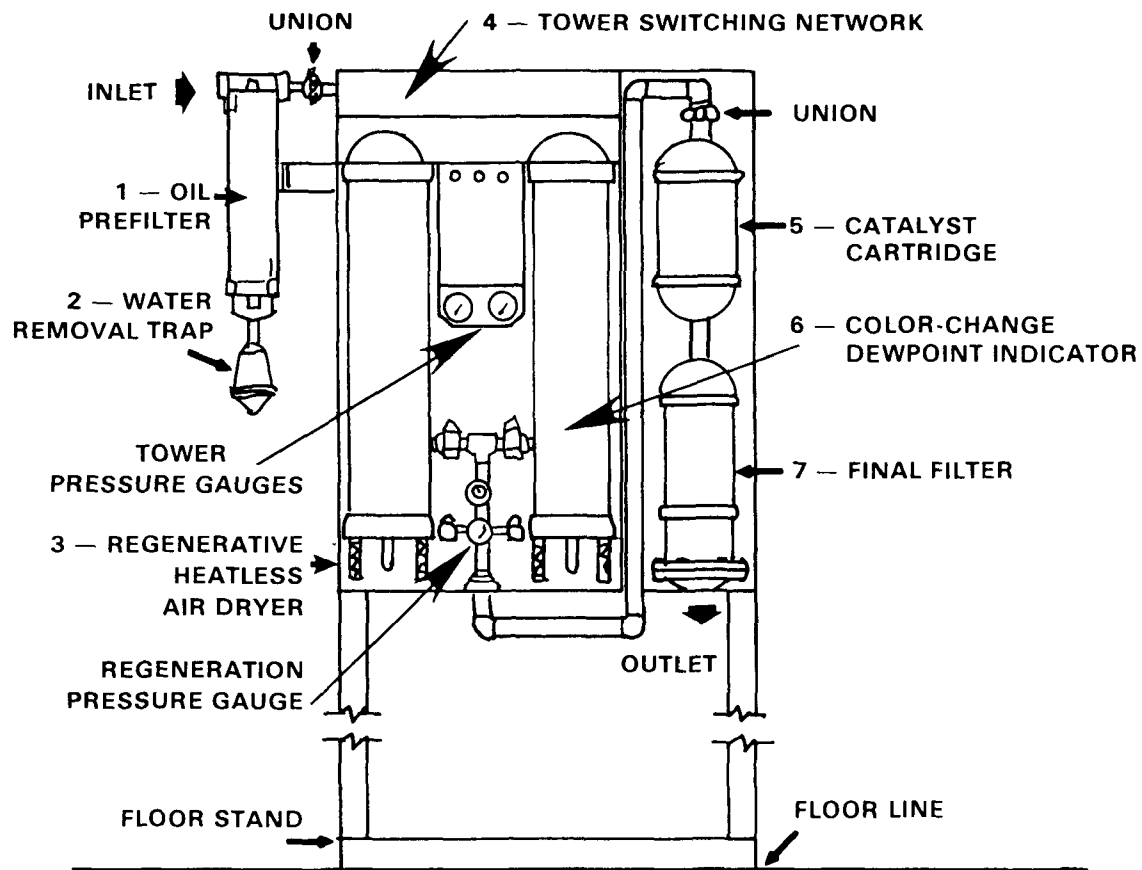 UNION
4 — TOWER SWITCHING NETWORK
INLET
UNION
1 — OIL
PREFILTER
5 — CATALYST
CARTRIDGE
2 — WATER
REMOVAL TRAP
6 — COLOR-CHANGE
DEWPOINT INDICATOR
TOWER
PRESSURE GAUGES
7 — FINAL FILTER
3 — REGENERATIVE
HEATLESS
AIR DRYER
OUTLET
REGENERATION
PRESSURE GAUGE
FLOOR STAND
FLOOR LINE